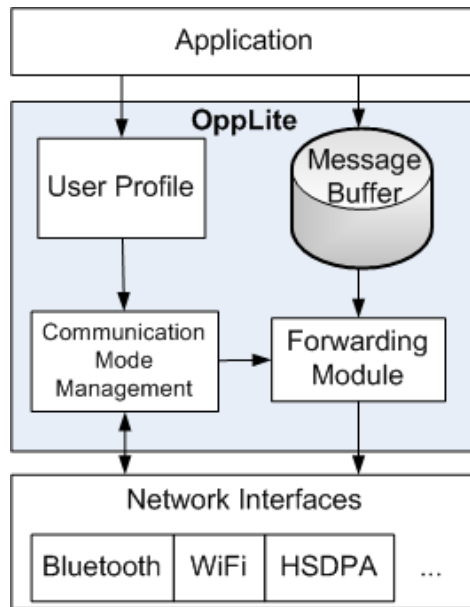 Application
OppLite
User Profile
Message
Buffer
Communication
Mode
Management
Forwarding
Module
Network Interfaces
Bluetooth
WiFi
HSDPA
...